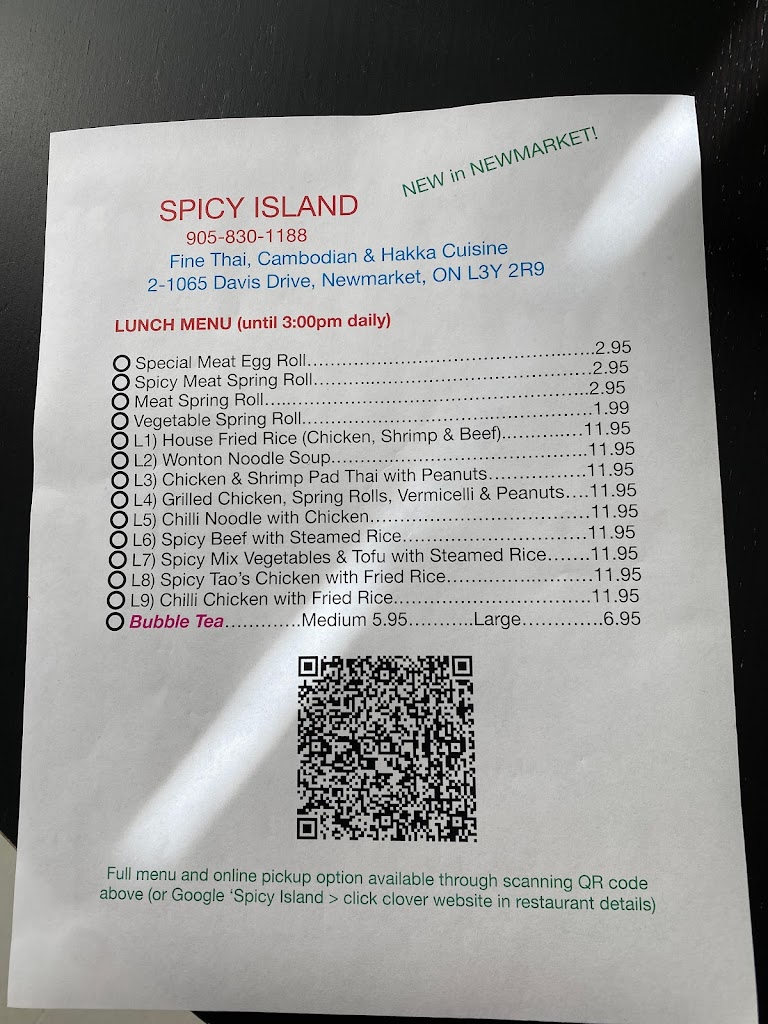 NEW in NEWMARKET!
SPICY ISLAND
905-830-1188
Fine Thai, Cambodian & Hakka Cuisine
2-1065 Davis Drive, Newmarket, ON L3Y 2R9
LUNCH MENU (until 3:00pm daily)
Special Meat Egg Roll.................................................2.95
Spicy Meat Spring Roll................................................2.95
Meat Spring Roll.........................................................2.95
Vegetable Spring Roll..................................................1.99
L1) House Fried Rice (Chicken, Shrimp & Beef)..............11.95
L2) Wonton Noodle Soup............................................11.95
L3) Chicken & Shrimp Pad Thai with Peanuts.................11.95
L4) Grilled Chicken, Spring Rolls, Vermicelli & Peanuts....11.95
L5) Chilli Noodle with Chicken......................................11.95
L6) Spicy Beef with Steamed Rice................................11.95
L7) Spicy Mix Vegetables & Tofu with Steamed Rice.......11.95
L8) Spicy Tao's Chicken with Fried Rice.........................11.95
L9) Chilli Chicken with Fried Rice..................................11.95
Bubble Tea.............Medium 5.95...........Large.............6.95
Full menu and online pickup option available through scanning QR code
above (or Google ‘Spicy Island > click clover website in restaurant details)